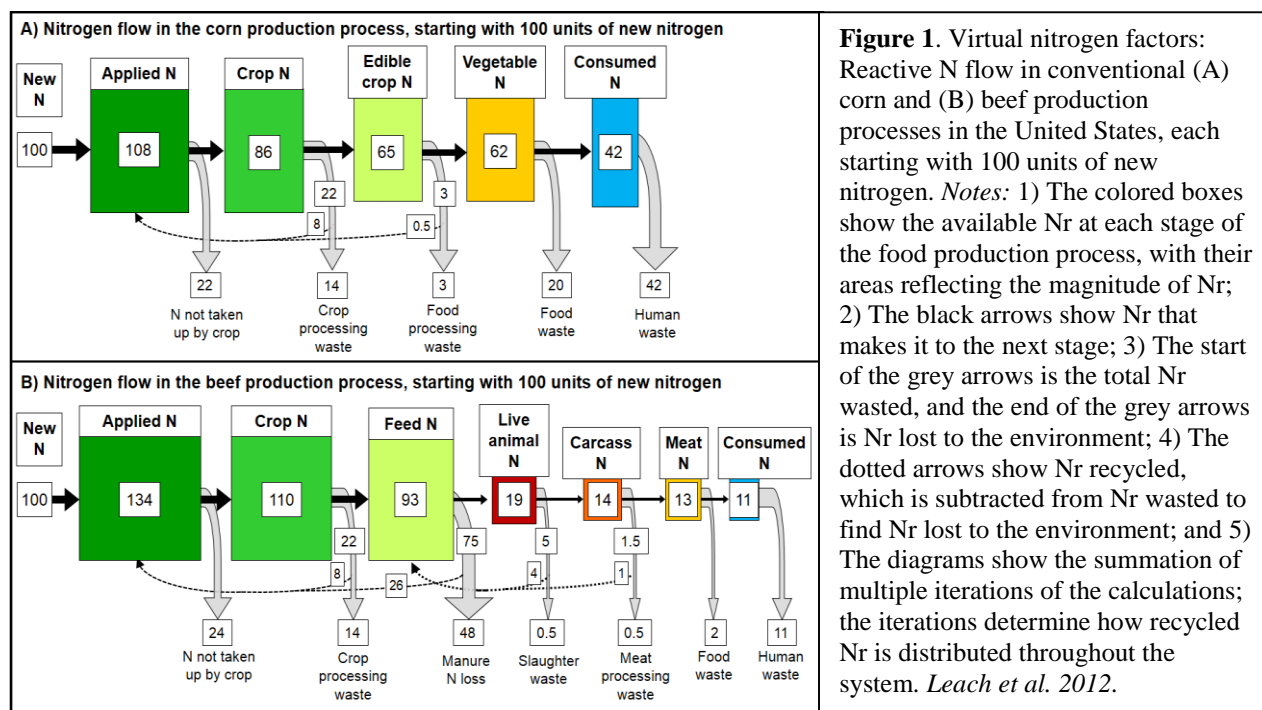 A) Nitrogen flow in the corn production process, starting with 100 units of new nitrogen
New
N
Applied N
Crop N
Edible
crop N
Vegetable
N
Consumed
N
100
108
86
65
62
42
22
3
8
0.5
22
14
3
20
42
N not taken
up by crop
Crop
processing
waste
Food
processing
waste
Food
waste
Human
waste
B) Nitrogen flow in the beef production process, starting with 100 units of new nitrogen
New
N
Applied N
Crop N
Feed N
Live
animal
N
Carcass
N
Meat
N
Consumed
N
100
134
110
93
19
14
13
11
22
75
5
1.5
8
26
4
1
24
14
48
0.5
0.5
2
11
N not taken
up by crop
Crop
processing
waste
Manure
N loss
Slaughter
waste
Meat
processing
waste
Food
waste
Human
waste
Figure 1. Virtual nitrogen factors:
Reactive N flow in conventional (A)
corn and (B) beef production
processes in the United States, each
starting with 100 units of new
nitrogen. Notes: 1) The colored boxes
show the available Nr at each stage of
the food production process, with their
areas reflecting the magnitude of Nr;
2) The black arrows show Nr that
makes it to the next stage; 3) The start
of the grey arrows is the total Nr
wasted, and the end of the grey arrows
is Nr lost to the environment; 4) The
dotted arrows show Nr recycled,
which is subtracted from Nr wasted to
find Nr lost to the environment; and 5)
The diagrams show the summation of
multiple iterations of the calculations;
the iterations determine how recycled
Nr is distributed throughout the
system. Leach et al. 2012.